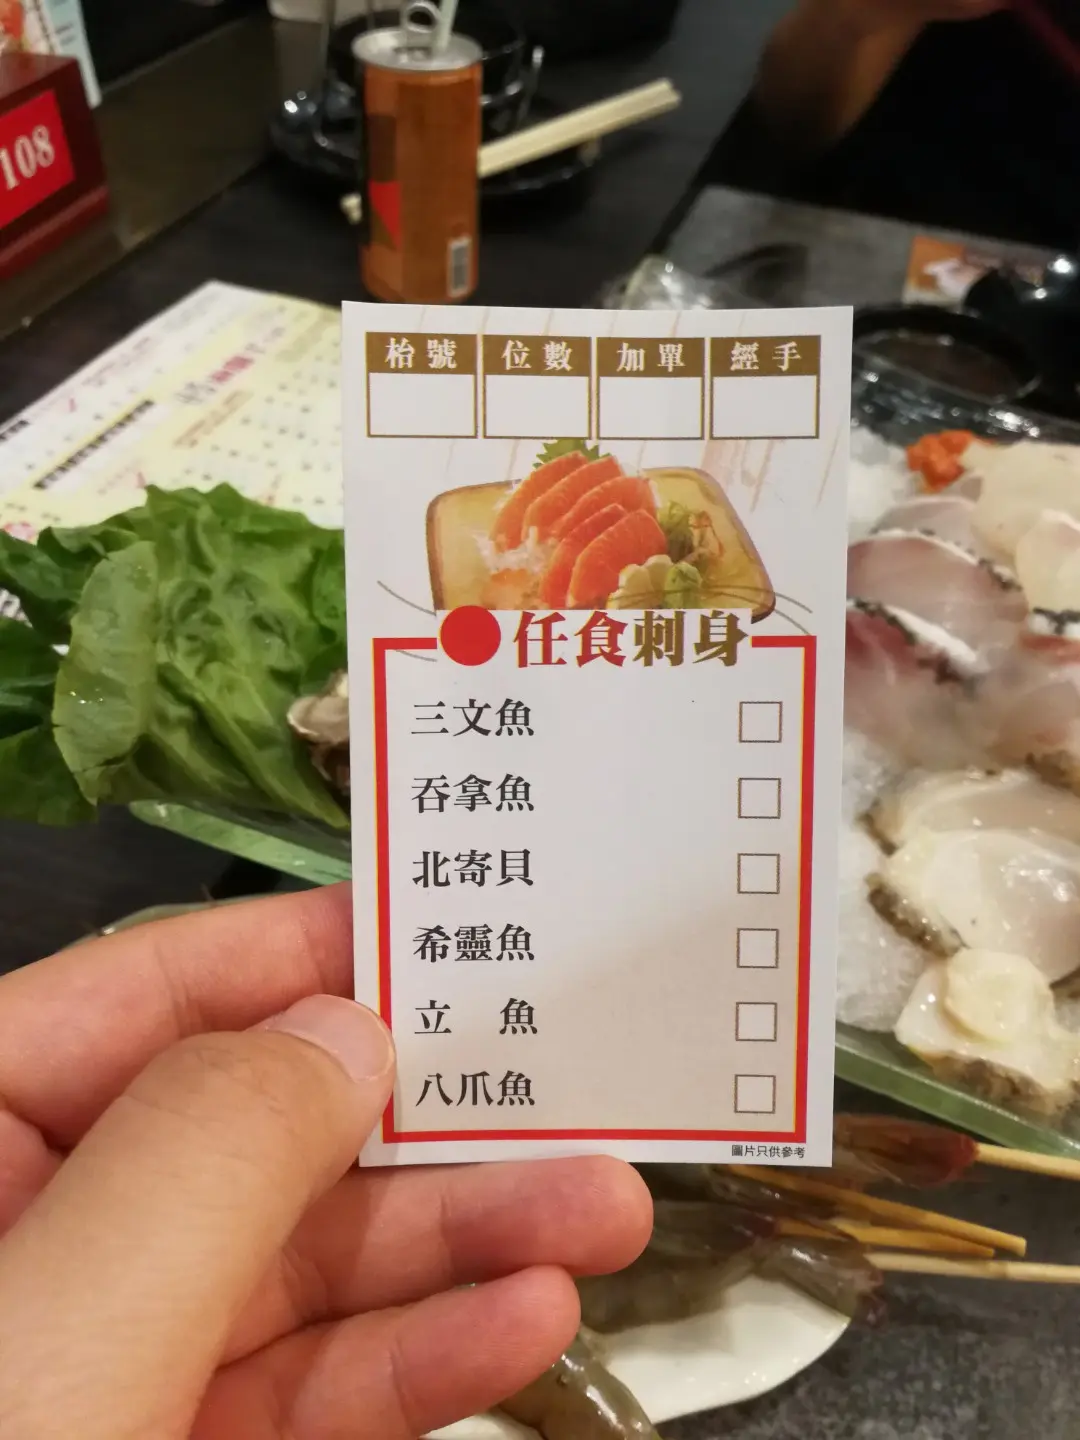 108
枱號 位數 加單 經手
任食刺身
三文魚
吞拿魚
北寄貝
希靈魚
立 魚
八爪魚
圖片只供參考